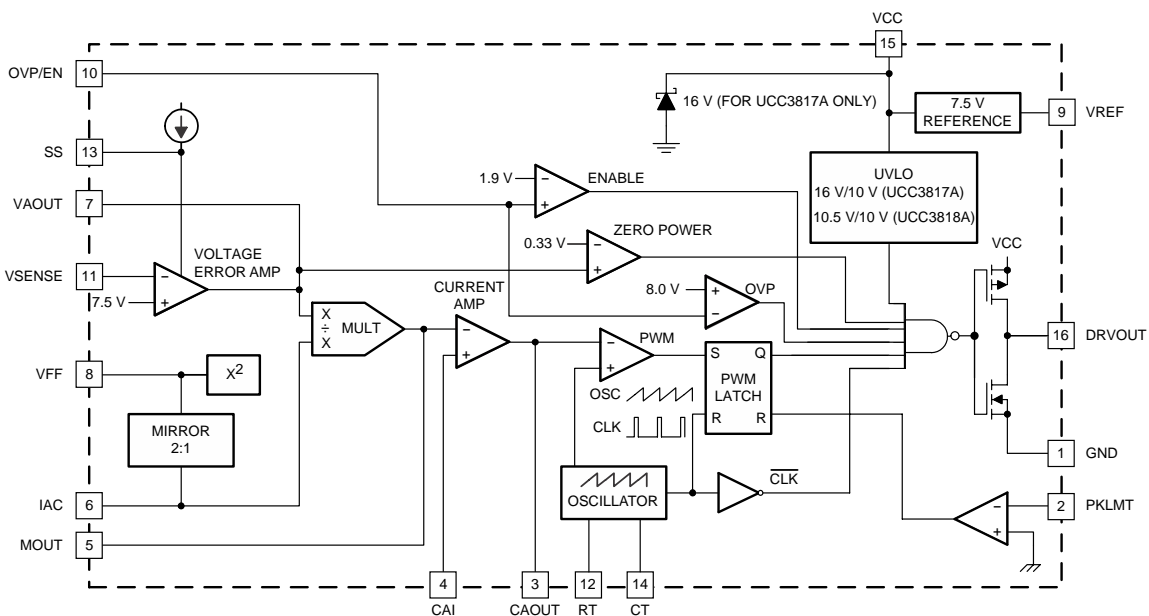 VCC
15
OVP/EN
10
16 V (FOR UCC3817A ONLY)
7.5 V
REFERENCE
9
VREF
SS
13
UVLO
16 V/10 V (UCC3817A)
10.5 V/10 V (UCC3818A)
1.9 V
−
+
ENABLE
VAOUT
7
0.33 V
−
+
ZERO POWER
VCC
VOLTAGE
ERROR AMP
VSENSE
11
−
7.5 V
+
CURRENT
AMP
8.0 V
+
−
OVP
X
÷
X
MULT
−
+
−
+
PWM
S
Q
PWM
LATCH
R
R
16
DRVOUT
VFF
8
X2
OSC
CLK
MIRROR
2:1
1
GND
OSCILLATOR
CLK
IAC
6
−
+
2
PKLMT
MOUT
5
4
3
12
14
CAI
CAOUT
RT
CT